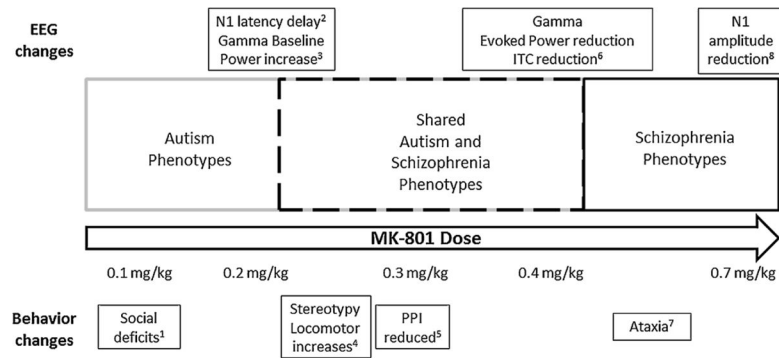 EEG
changes
N1 latency delay²
Gamma Baseline
Power increase³
Gamma
Evoked Power reduction
ITC reduction⁶
N1
amplitude
reduction⁸
Autism
Phenotypes
Shared
Autism and
Schizophrenia
Phenotypes
Schizophrenia
Phenotypes
MK-801 Dose
0.1 mg/kg
0.2 mg/kg
0.3 mg/kg
0.4 mg/kg
0.7 mg/kg
Behavior
changes
Social
deficits¹
Stereotypy
Locomotor
increases⁴
PPI
reduced⁵
Ataxia⁷